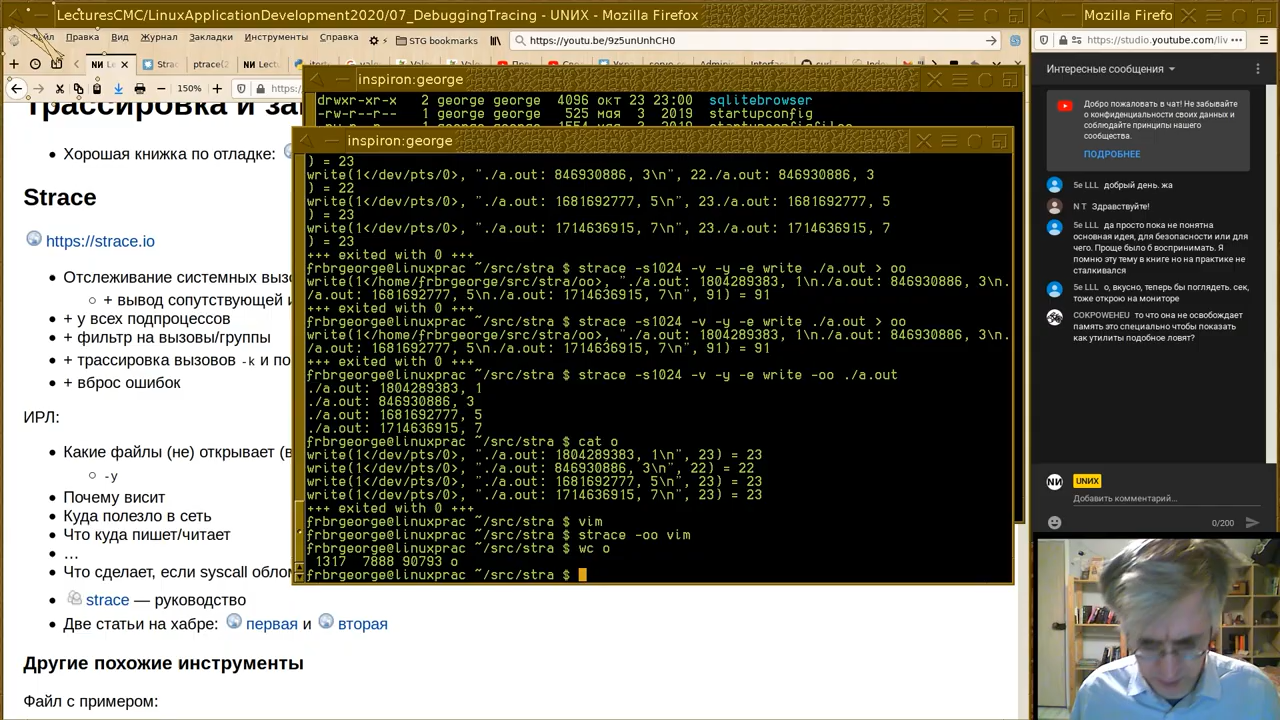 LecturesCMC/LinuxApplicationDevelopment2020/07_DebuggingTracing - UNИX - Mozilla Firefox
Правка Вид Журнал Закладки Инструменты Справка STG bookmarks https://youtu.be/9z5unUnhCH0
150%
Хорошая книжка по отладке:
Strace
https://strace.io
Отслеживание системных вызо
+ вывод сопутствующей и
+ у всех подпроцессов
+ фильтр на вызовы/группы
+ трассировка вызовов -k и по
+ вброс ошибок
ИРЛ:
Какие файлы (не) открывает (в
-y
Почему висит
Куда полезло в сеть
Что куда пишет/читает
…
Что сделает, если syscall облом
strace — руководство
Две статьи на хабре: первая и вторая
Другие похожие инструменты
Файл с примером:
inspiron:george
drwxr-xr-x 2 george george 4096 окт 23 23:00 sqlitebrowser
-rw-r--r-- 1 george george 525 мая 3 2019 startupconfig
inspiron:george
) = 23
write(1</dev/pts/0>, "./a.out: 846930886, 3\n", 22./a.out: 846930886, 3
) = 22
write(1</dev/pts/0>, "./a.out: 1681692777, 5\n", 23./a.out: 1681692777, 5
) = 23
write(1</dev/pts/0>, "./a.out: 1714636915, 7\n", 23./a.out: 1714636915, 7
) = 23
+++ exited with 0 +++
frbrgeorge@linuxprac ~/src/stra $ strace -s1024 -v -y -e write ./a.out > oo
write(1</home/frbrgeorge/src/stra/oo>, "./a.out: 1804289383, 1\n./a.out: 846930886, 3\n.
/a.out: 1681692777, 5\n./a.out: 1714636915, 7\n", 91) = 91
+++ exited with 0 +++
frbrgeorge@linuxprac ~/src/stra $ strace -s1024 -v -y -e write ./a.out > oo
write(1</home/frbrgeorge/src/stra/oo>, "./a.out: 1804289383, 1\n./a.out: 846930886, 3\n.
/a.out: 1681692777, 5\n./a.out: 1714636915, 7\n", 91) = 91
+++ exited with 0 +++
frbrgeorge@linuxprac ~/src/stra $ strace -s1024 -v -y -e write -oo ./a.out
./a.out: 1804289383, 1
./a.out: 846930886, 3
./a.out: 1681692777, 5
./a.out: 1714636915, 7
frbrgeorge@linuxprac ~/src/stra $ cat o
write(1</dev/pts/0>, "./a.out: 1804289383, 1\n", 23) = 23
write(1</dev/pts/0>, "./a.out: 846930886, 3\n", 22) = 22
write(1</dev/pts/0>, "./a.out: 1681692777, 5\n", 23) = 23
write(1</dev/pts/0>, "./a.out: 1714636915, 7\n", 23) = 23
+++ exited with 0 +++
frbrgeorge@linuxprac ~/src/stra $ vim
frbrgeorge@linuxprac ~/src/stra $ strace -oo vim
frbrgeorge@linuxprac ~/src/stra $ wc o
1317 7888 90793 o
frbrgeorge@linuxprac ~/src/stra $
Mozilla Firefo
https://studio.youtube.com/liv
Интересные сообщения
Добро пожаловать в чат! Не забывайте
о конфиденциальности своих данных и
соблюдайте принципы нашего
сообщества.
ПОДРОБНЕЕ
5e LLL добрый день. жа
N T Здравствуйте!
5e LLL да просто пока не понятна
основная идея, для безопасности или для
чего. Проще было б воспринимать. Я
помню эту тему в книге но на практике не
сталкивался
5e LLL о, вкусно, теперь бы поглядеть. сек,
тоже открою на мониторе
COKPOWEHEU то что она не освобождает
память это специально чтобы показать
как утилиты подобное ловят?
UNИX
Добавить комментарий...
0/200